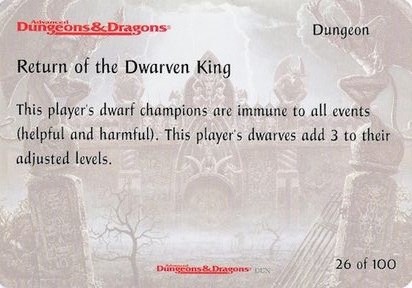 Advanced
Dungeons & Dragons®
Dungeon
Return of the Dwarven King
This player's dwarf champions are immune to all events
(helpful and harmful). This player's dwarves add 3 to their
adjusted levels.
Advanced
Dungeons & Dragons® DUN
26 of 100